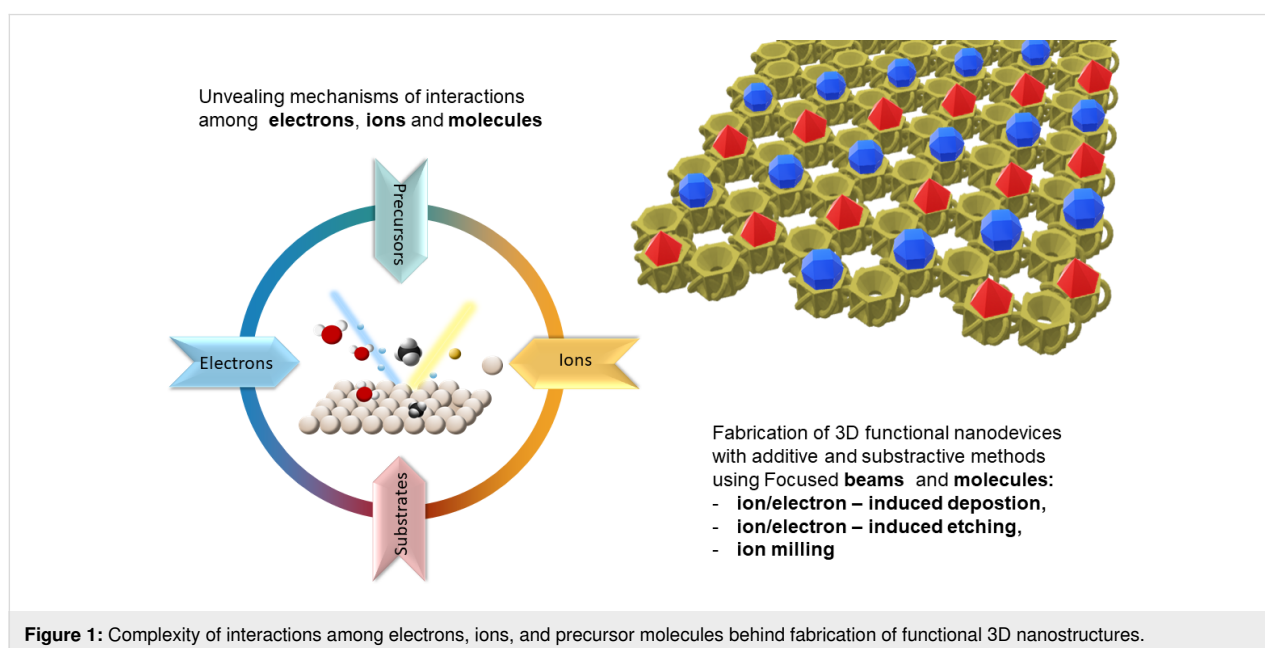 Unvealing mechanisms of interactions
among electrons, ions and molecules
Precursors
Electrons
Ions
Substrates
Fabrication of 3D functional nanodevices
with additive and substractive methods
using Focused beams and molecules:
- ion/electron – induced depostion,
- ion/electron – induced etching,
- ion milling
Figure 1: Complexity of interactions among electrons, ions, and precursor molecules behind fabrication of functional 3D nanostructures.